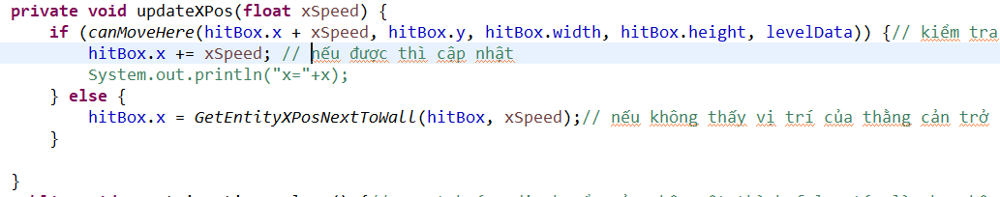 private void updateXPos(float xSpeed) {
    if (canMoveHere(hitBox.x + xSpeed, hitBox.y, hitBox.width, hitBox.height, levelData)) {// kiểm tra
        hitBox.x += xSpeed; // nếu được thì cập nhật
        System.out.println("x="+x);
    } else {
        hitBox.x = GetEntityXPosNextToWall(hitBox, xSpeed);// nếu không thấy vị trí của thằng cản trở
    }
}